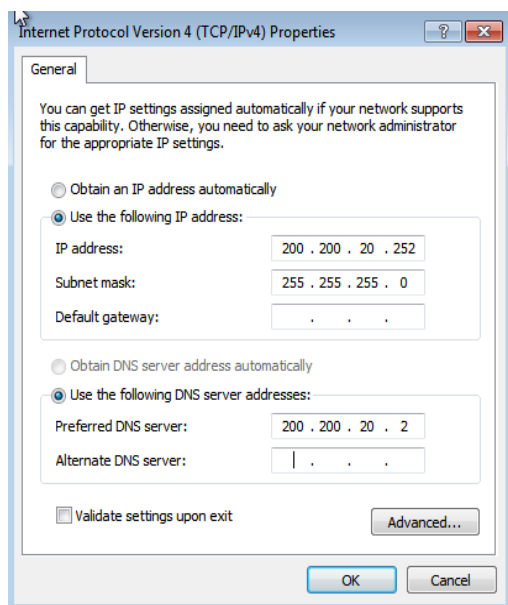 Internet Protocol Version 4 (TCP/IPv4) Properties
General
You can get IP settings assigned automatically if your network supports
this capability. Otherwise, you need to ask your network administrator
for the appropriate IP settings.
Obtain an IP address automatically
Use the following IP address:
IP address: 200 . 200 . 20 . 252
Subnet mask: 255 . 255 . 255 . 0
Default gateway: . . .
Obtain DNS server address automatically
Use the following DNS server addresses:
Preferred DNS server: 200 . 200 . 20 . 2
Alternate DNS server: . . .
Validate settings upon exit
Advanced...
OK Cancel